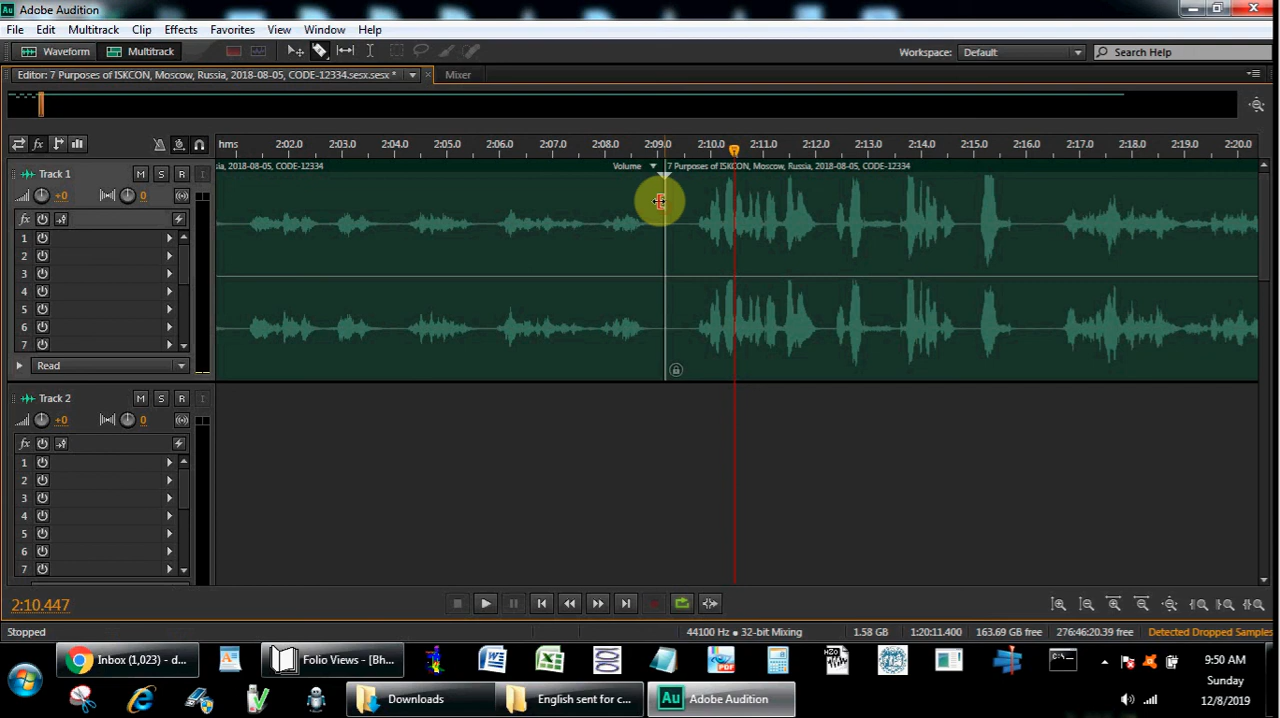 Au Adobe Audition
File Edit Multitrack Clip Effects Favorites View Window Help
Waveform Multitrack Workspace: Default Search Help
Editor: 7 Purposes of ISKCON, Moscow, Russia, 2018-08-05, CODE-12334.sesx.sesx * Mixer
hms 2:02.0 2:03.0 2:04.0 2:05.0 2:06.0 2:07.0 2:08.0 2:09.0 2:10.0 2:11.0 2:12.0 2:13.0 2:14.0 2:15.0 2:16.0 2:17.0 2:18.0 2:19.0 2:20.0
ia, 2018-08-05, CODE-12334 Volume 7 Purposes of ISKCON, Moscow, Russia, 2018-08-05, CODE-12334
Track 1 M S R I
+0 0
fx
1
2
3
4
5
6
7
Read
Track 2 M S R I
+0 0
fx
1
2
3
4
5
6
7
2:10.447
Stopped 44100 Hz ● 32-bit Mixing 1.58 GB 1:20:11.400 163.69 GB free 276:46:20.39 free Detected Dropped Samples
Inbox (1,023) - d... Folio Views - [Bh... PDF C:\_ 9:50 AM
Sunday
Downloads English sent for c... Au Adobe Audition 12/8/2019